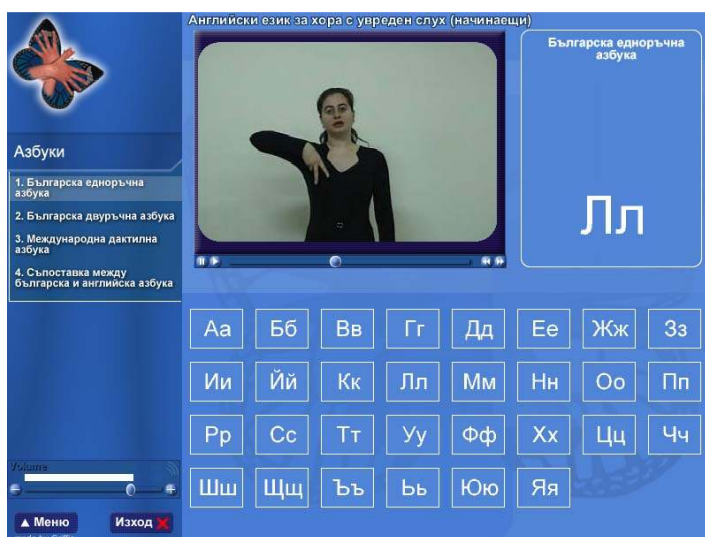 Английски език за хора с увреден слух (начинаещи)
Българска едноръчна
азбука
Лл
Азбуки
1. Българска едноръчна
азбука
2. Българска двуръчна азбука
3. Международна дактилна
азбука
4. Съпоставка между
българска и английска азбука
Аа Бб Вв Гг Дд Ее Жж Зз
Ии Йй Кк Лл Мм Нн Оо Пп
Рр Сс Тт Уу Фф Хх Цц Чч
Шш Щщ Ъъ Ьь Юю Яя
Volume
Меню Изход